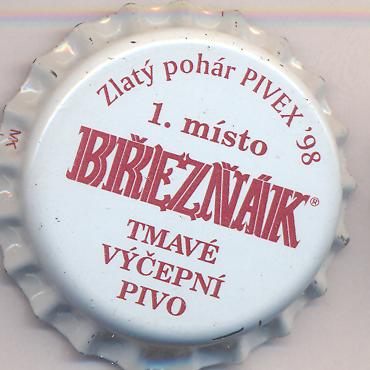 Zlatý pohár PIVEX '98
1. místo
BŘEZŇÁK®
TMAVÉ
VÝČEPNÍ
PIVO